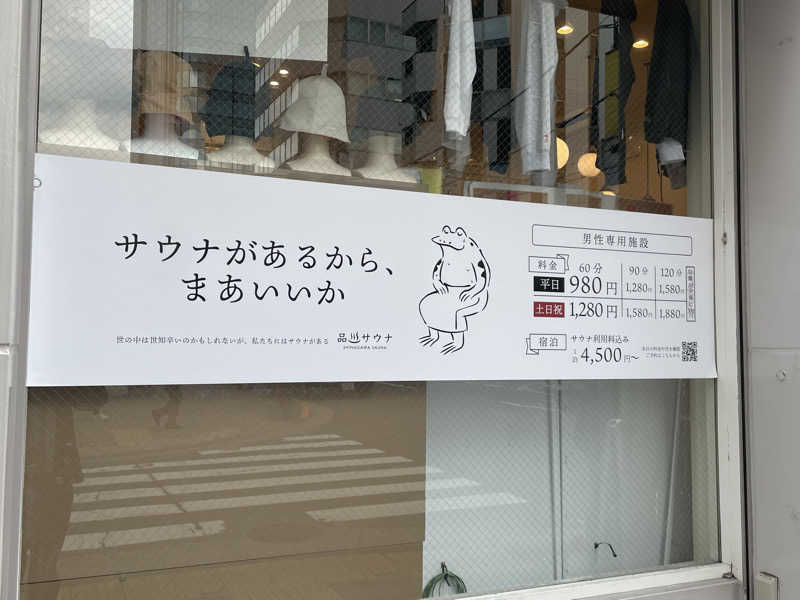 サウナがあるから、
まあいいか
世の中は世知辛いのかもしれないが、私たちにはサウナがある
品川サウナ
SHINAGAWA SAUNA
男性専用施設
料金 60分 90分 120分
平日 980円 1,280円 1,580円
土日祝 1,280円 1,580円 1,880円
宿泊 サウナ利用料込み
1泊 4,500円〜